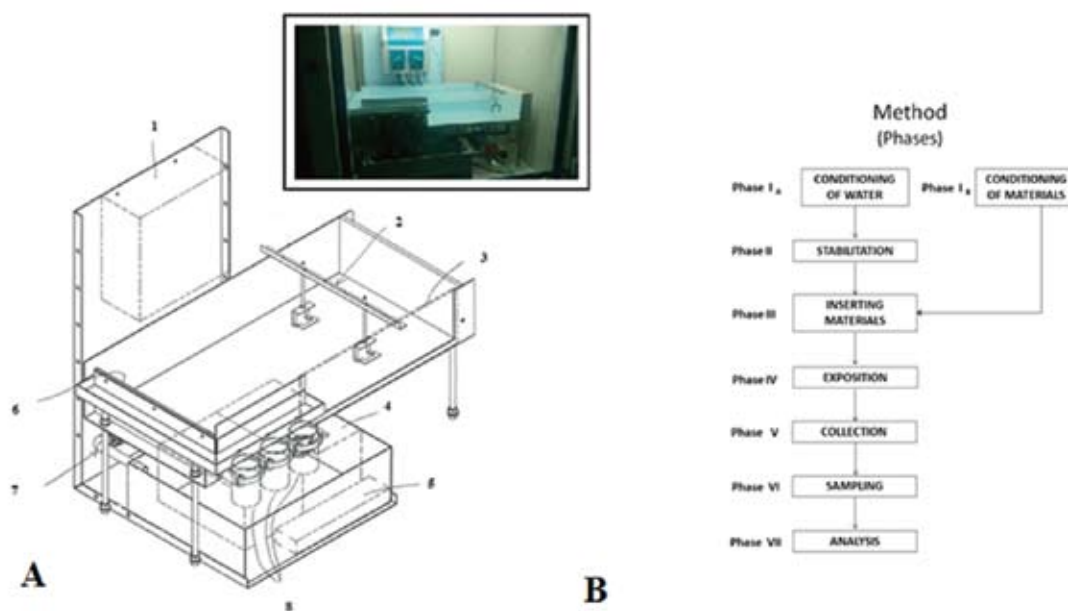 1
2
3
4
5
6
7
8
A
B
Method
(Phases)
Phase I A
CONDITIONING
OF WATER
Phase I B
CONDITIONING
OF MATERIALS
Phase II
STABILITATION
Phase III
INSERTING
MATERIALS
Phase IV
EXPOSITION
Phase V
COLLECTION
Phase VI
SAMPLING
Phase VII
ANALYSIS